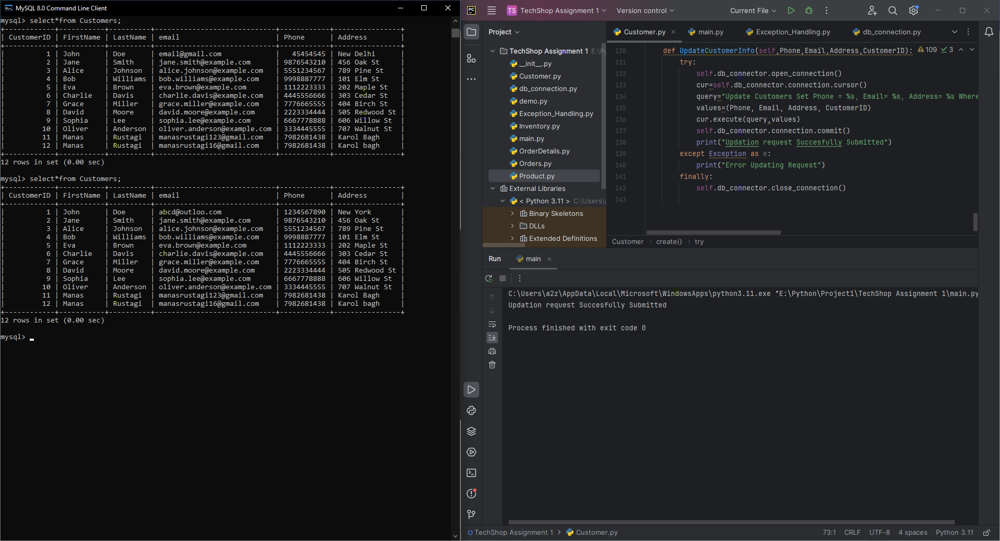 MySQL 8.0 Command Line Client
mysql> select*from Customers;
+------------+-----------+----------+-----------------------------+------------+----------------+
| CustomerID | FirstName | LastName | email                       | Phone      | Address        |
+------------+-----------+----------+-----------------------------+------------+----------------+
|          1 | John      | Doe      | email@gmail.com             |   45454545 | New Delhi      |
|          2 | Jane      | Smith    | jane.smith@example.com      | 9876543210 | 456 Oak St     |
|          3 | Alice     | Johnson  | alice.johnson@example.com   | 5551234567 | 789 Pine St    |
|          4 | Bob       | Williams | bob.williams@example.com    | 9998887777 | 101 Elm St     |
|          5 | Eva       | Brown    | eva.brown@example.com       | 1112223333 | 202 Maple St   |
|          6 | Charlie   | Davis    | charlie.davis@example.com   | 4445556666 | 303 Cedar St   |
|          7 | Grace     | Miller   | grace.miller@example.com    | 7776665555 | 404 Birch St   |
|          8 | David     | Moore    | david.moore@example.com     | 2223334444 | 505 Redwood St |
|          9 | Sophia    | Lee      | sophia.lee@example.com      | 6667778888 | 606 Willow St  |
|         10 | Oliver    | Anderson | oliver.anderson@example.com | 3334445555 | 707 Walnut St  |
|         11 | Manas     | Rustagi  | manasrustagi123@gmail.com   | 7982681438 | Karol Bagh     |
|         12 | Manas     | Rustagi  | manasrustagi16@gmail.com    | 7982681438 | Karol bagh     |
+------------+-----------+----------+-----------------------------+------------+----------------+
12 rows in set (0.00 sec)
mysql> select*from Customers;
+------------+-----------+----------+-----------------------------+------------+----------------+
| CustomerID | FirstName | LastName | email                       | Phone      | Address        |
+------------+-----------+----------+-----------------------------+------------+----------------+
|          1 | John      | Doe      | abcd@outloo.com             | 1234567890 | New York       |
|          2 | Jane      | Smith    | jane.smith@example.com      | 9876543210 | 456 Oak St     |
|          3 | Alice     | Johnson  | alice.johnson@example.com   | 5551234567 | 789 Pine St    |
|          4 | Bob       | Williams | bob.williams@example.com    | 9998887777 | 101 Elm St     |
|          5 | Eva       | Brown    | eva.brown@example.com       | 1112223333 | 202 Maple St   |
|          6 | Charlie   | Davis    | charlie.davis@example.com   | 4445556666 | 303 Cedar St   |
|          7 | Grace     | Miller   | grace.miller@example.com    | 7776665555 | 404 Birch St   |
|          8 | David     | Moore    | david.moore@example.com     | 2223334444 | 505 Redwood St |
|          9 | Sophia    | Lee      | sophia.lee@example.com      | 6667778888 | 606 Willow St  |
|         10 | Oliver    | Anderson | oliver.anderson@example.com | 3334445555 | 707 Walnut St  |
|         11 | Manas     | Rustagi  | manasrustagi123@gmail.com   | 7982681438 | Karol Bagh     |
|         12 | Manas     | Rustagi  | manasrustagi16@gmail.com    | 7982681438 | Karol bagh     |
+------------+-----------+----------+-----------------------------+------------+----------------+
12 rows in set (0.00 sec)
mysql>
PC TS TechShop Assignment 1 Version control Current File
Project
TechShop Assignment 1 E:\P
__init__.py
Customer.py
db_connection.py
demo.py
Exception_Handling.py
Inventory.py
main.py
OrderDetails.py
Orders.py
Product.py
External Libraries
< Python 3.11 > C:\Users\a
Binary Skeletons
DLLs
Extended Definitions
Customer.py main.py Exception_Handling.py db_connection.py
109 3
130 def UpdateCustomerInfo(self,Phone,Email,Address,CustomerID):
131 try:
132 self.db_connector.open_connection()
133 cur=self.db_connector.connection.cursor()
134 query="Update Customers Set Phone = %s, Email= %s, Address= %s Where
135 values=(Phone, Email, Address, CustomerID)
136 cur.execute(query,values)
137 self.db_connector.connection.commit()
138 print("Updation request Succesfully Submitted")
139 except Exception as e:
140 print("Error Updating Request")
141 finally:
142 self.db_connector.close_connection()
143
Customer > create() > try
Run main
C:\Users\a2z\AppData\Local\Microsoft\WindowsApps\python3.11.exe "E:\Python\Project1\TechShop Assignment 1\main.py
Updation request Succesfully Submitted
Process finished with exit code 0
TechShop Assignment 1 > Customer.py
73:1 CRLF UTF-8 4 spaces Python 3.11